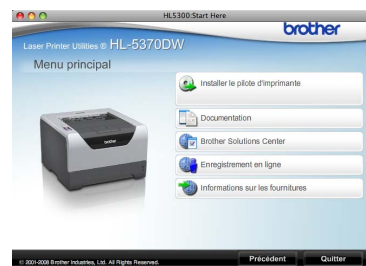 HL5300:Start Here
brother
Laser Printer Utilities ® HL-5370DW
Menu principal
Installer le pilote d'imprimante
Documentation
Brother Solutions Center
Enregistrement en ligne
Informations sur les fournitures
brother
© 2001-2008 Brother Industries, Ltd. All Rights Reserved.
Précédent
Quitter